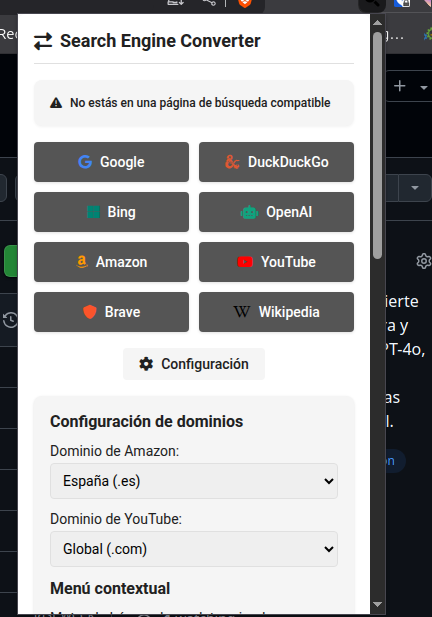 Search Engine Converter
No estás en una página de búsqueda compatible
Google
DuckDuckGo
Bing
OpenAI
Amazon
YouTube
Brave
Wikipedia
Configuración
Configuración de dominios
Dominio de Amazon:
España (.es)
Dominio de YouTube:
Global (.com)
Menú contextual